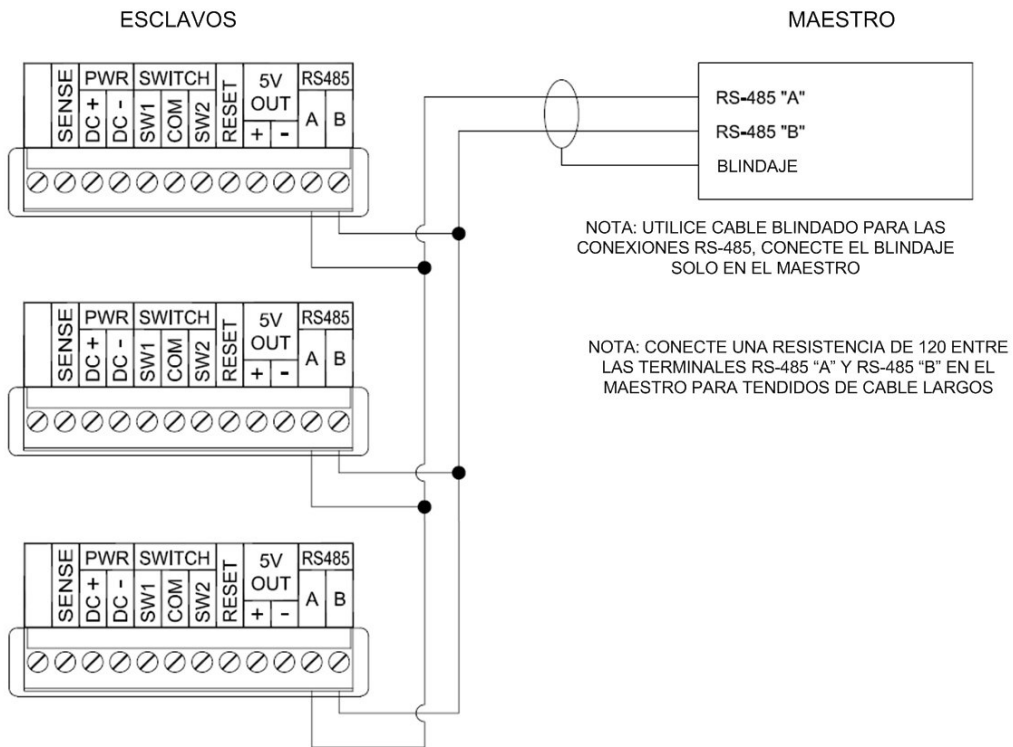 ESCLAVOS
MAESTRO
SENSE PWR SWITCH RESET 5V OUT RS485
DC + DC - SW1 COM SW2 + - A B
RS-485 "A"
RS-485 "B"
BLINDAJE
NOTA: UTILICE CABLE BLINDADO PARA LAS
CONEXIONES RS-485, CONECTE EL BLINDAJE
SOLO EN EL MAESTRO
SENSE PWR SWITCH RESET 5V OUT RS485
DC + DC - SW1 COM SW2 + - A B
NOTA: CONECTE UNA RESISTENCIA DE 120 ENTRE
LAS TERMINALES RS-485 “A” Y RS-485 “B” EN EL
MAESTRO PARA TENDIDOS DE CABLE LARGOS
SENSE PWR SWITCH RESET 5V OUT RS485
DC + DC - SW1 COM SW2 + - A B